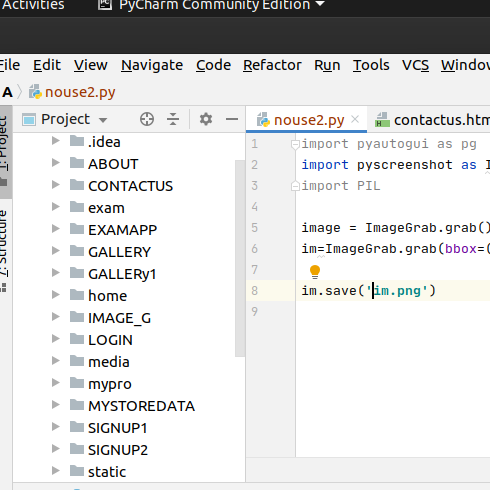 Activities PyCharm Community Edition
File Edit View Navigate Code Refactor Run Tools VCS Window
A nouse2.py
1: Project
7: Structure
Project
.idea
ABOUT
CONTACTUS
exam
EXAMAPP
GALLERY
GALLERy1
home
IMAGE_G
LOGIN
media
mypro
MYSTOREDATA
SIGNUP1
SIGNUP2
static
nouse2.py contactus.htm
1 import pyautogui as pg
2 import pyscreenshot as I
3 import PIL
4
5 image = ImageGrab.grab()
6 im=ImageGrab.grab(bbox=(
7
8 im.save('im.png')
9